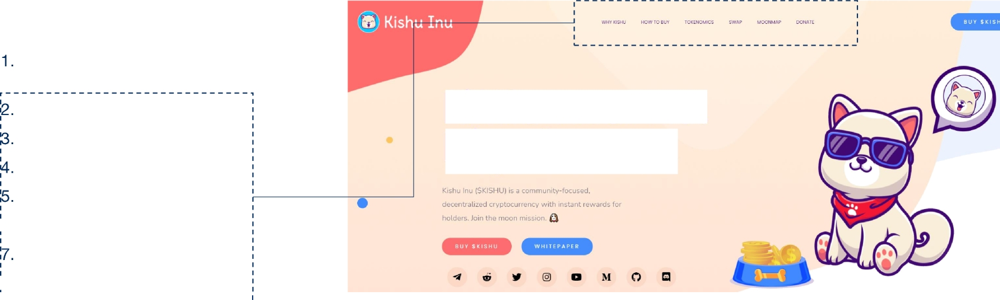 Kishu Inu
WHY KISHU HOW TO BUY TOKENOMICS SWAP MOONMAP DONATE
BUY $KISH
1.
2.
3.
4.
5.
7.
Kishu Inu ($KISHU) is a community-focused,
decentralized cryptocurrency with instant rewards for
holders. Join the moon mission.
BUY $KISHU WHITEPAPER